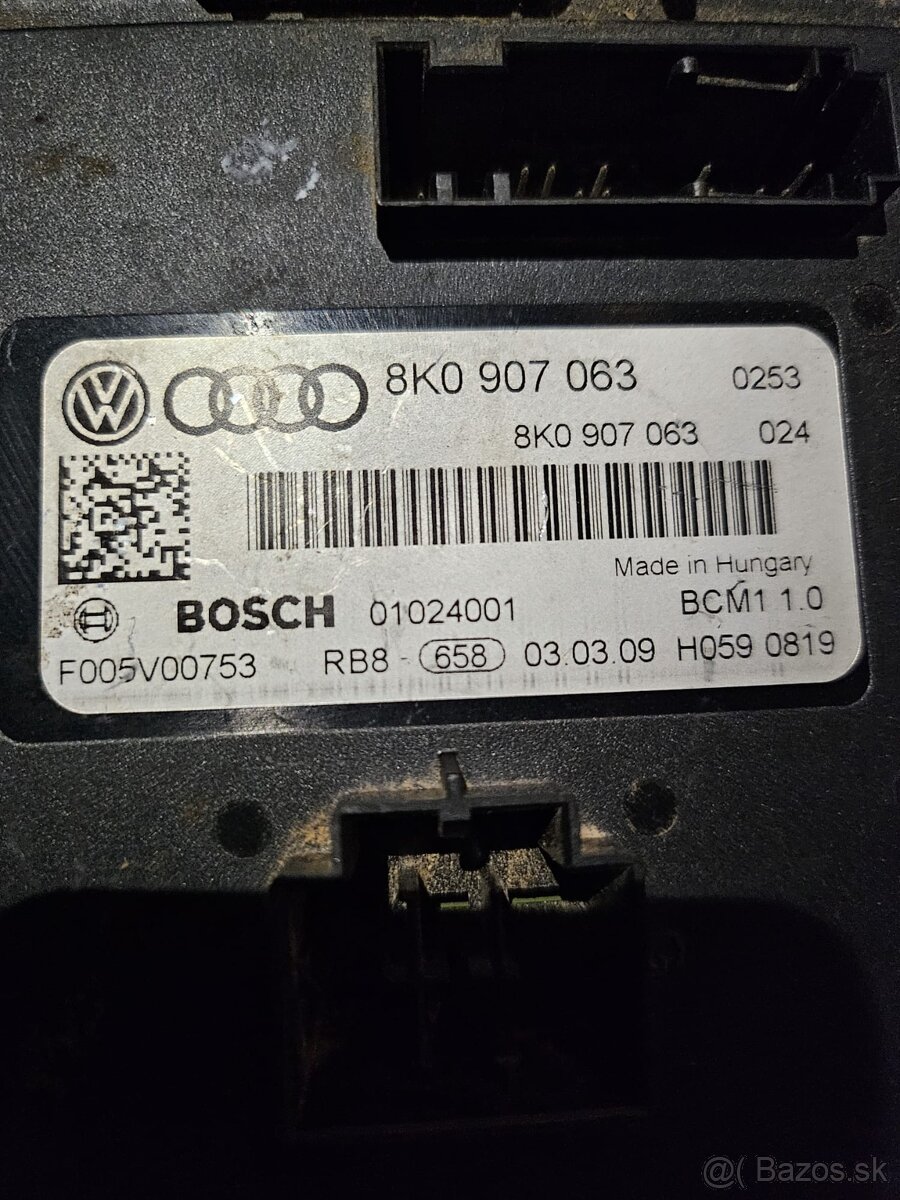 8K0 907 063 0253
8K0 907 063 024
Made in Hungary
BOSCH 01024001 BCM1 1.0
F005V00753 RB8 - 658 03.03.09 H059 0819
@( Bazos.sk